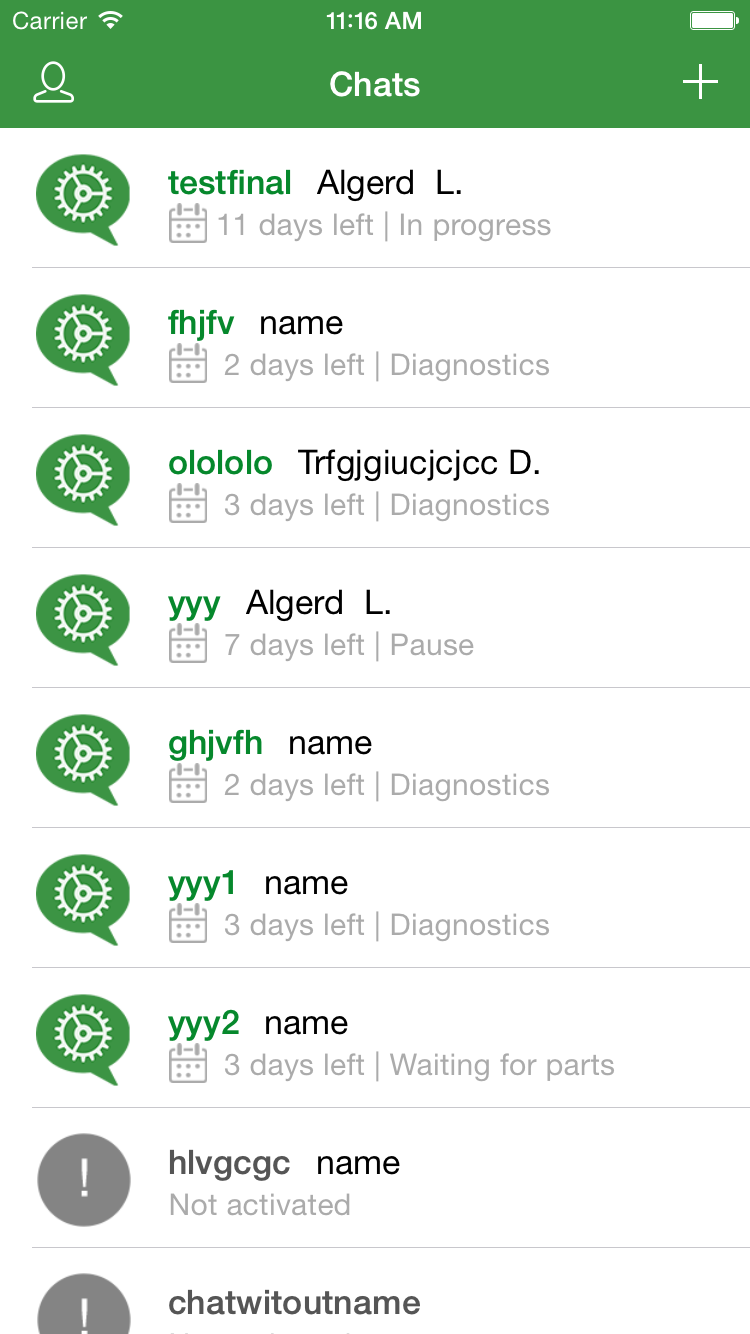 Carrier 11:16 AM
Chats
testfinal Algerd L.
11 days left | In progress
fhjfv name
2 days left | Diagnostics
olololo Trfgjgiucjcjcc D.
3 days left | Diagnostics
yyy Algerd L.
7 days left | Pause
ghjvfh name
2 days left | Diagnostics
yyy1 name
3 days left | Diagnostics
yyy2 name
3 days left | Waiting for parts
! hlvgcgc name
Not activated
! chatwitoutname